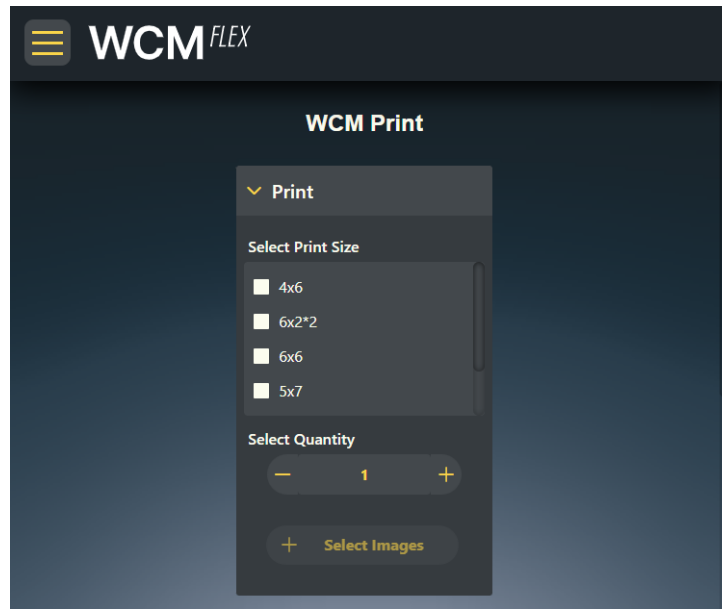 WCM FLEX
WCM Print
Print
Select Print Size
4x6
6x2*2
6x6
5x7
Select Quantity
− 1 +
+ Select Images